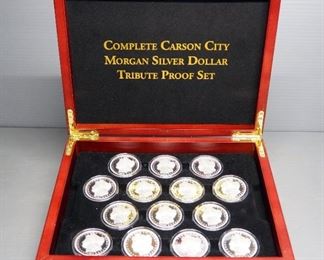 Complete Carson City
Morgan Silver Dollar
Tribute Proof Set